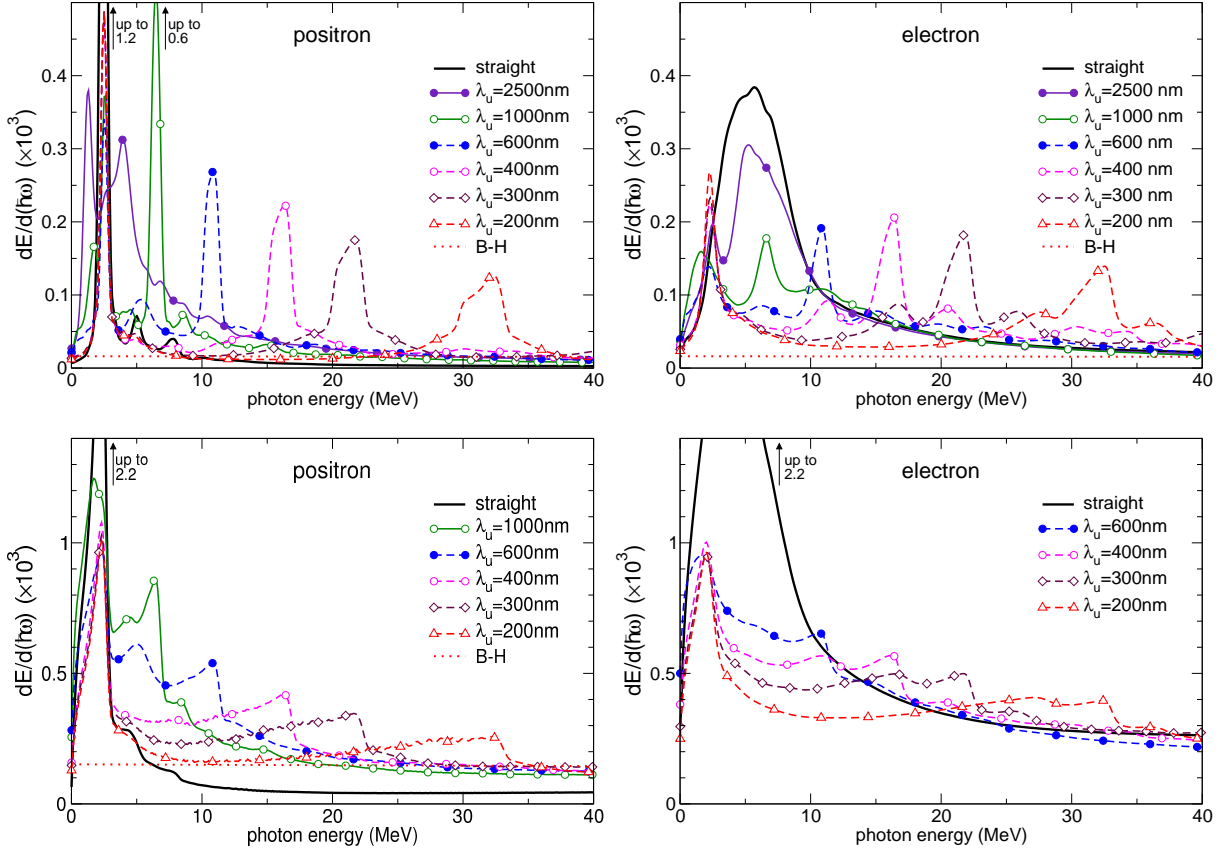 up to
1.2
up to
0.6
positron
straight
λu=2500nm
λu=1000nm
λu=600nm
λu=400nm
λu=300nm
λu=200nm
B-H
dE/d(ħω) (×10³)
0.4
0.3
0.2
0.1
0
0 10 20 30 40
photon energy (MeV)
electron
straight
λu=2500 nm
λu=1000 nm
λu=600 nm
λu=400 nm
λu=300 nm
λu=200 nm
B-H
dE/d(ħω) (×10³)
0.4
0.3
0.2
0.1
0
0 10 20 30 40
photon energy (MeV)
up to
2.2
positron
straight
λu=1000nm
λu=600nm
λu=400nm
λu=300nm
λu=200nm
B-H
dE/d(ħω) (×10³)
1
0.5
0
0 10 20 30 40
photon energy (MeV)
up to
2.2
electron
straight
λu=600nm
λu=400nm
λu=300nm
λu=200nm
dE/d(ħω) (×10³)
1
0.5
0
0 10 20 30 40
photon energy (MeV)